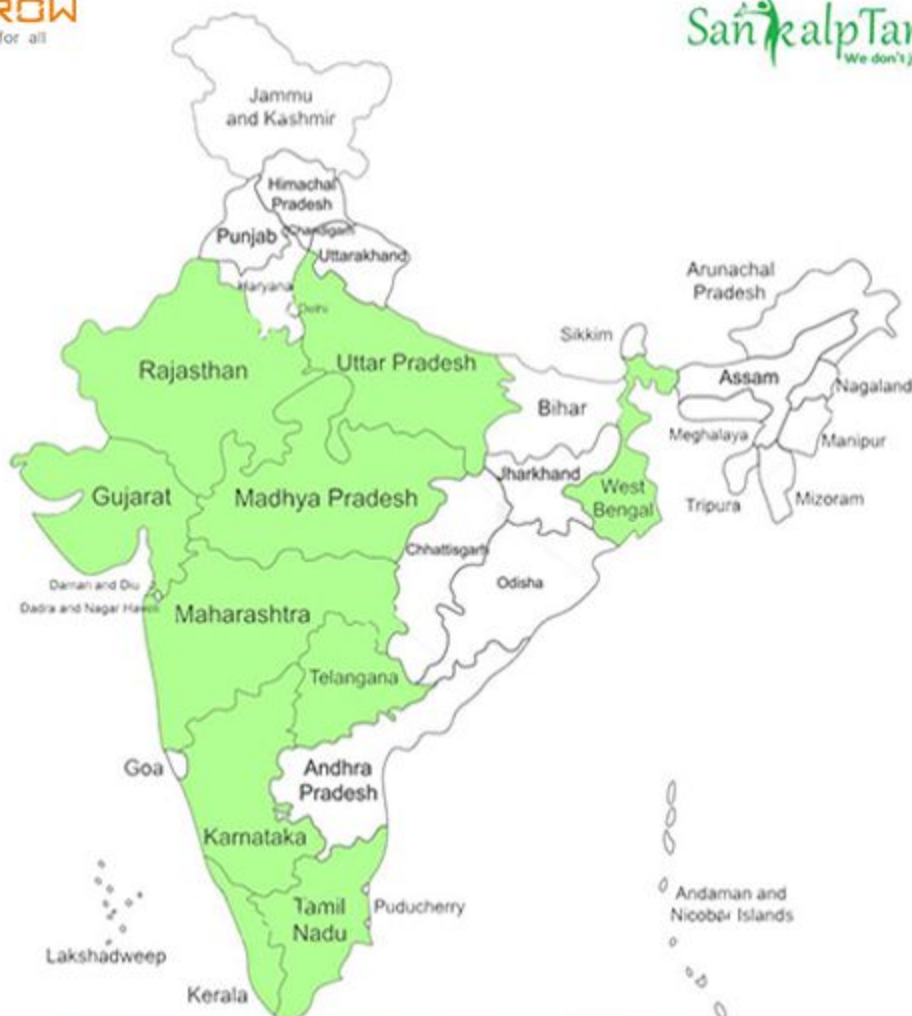 ROW
for all
SankalpTar
We don't j
Jammu
and Kashmir
Himachal
Pradesh
Chandigarh
Punjab
Uttarakhand
Haryana
Delhi
Arunachal
Pradesh
Sikkim
Rajasthan
Uttar Pradesh
Assam
Nagaland
Bihar
Meghalaya
Manipur
Jharkhand
Gujarat
Madhya Pradesh
West
Bengal
Tripura
Mizoram
Chhattisgarh
Odisha
Daman and Diu
Dadra and Nagar Haveli
Maharashtra
Telangana
Goa
Andhra
Pradesh
Karnataka
Tamil
Nadu
Puducherry
Andaman and
Nicobar Islands
Lakshadweep
Kerala